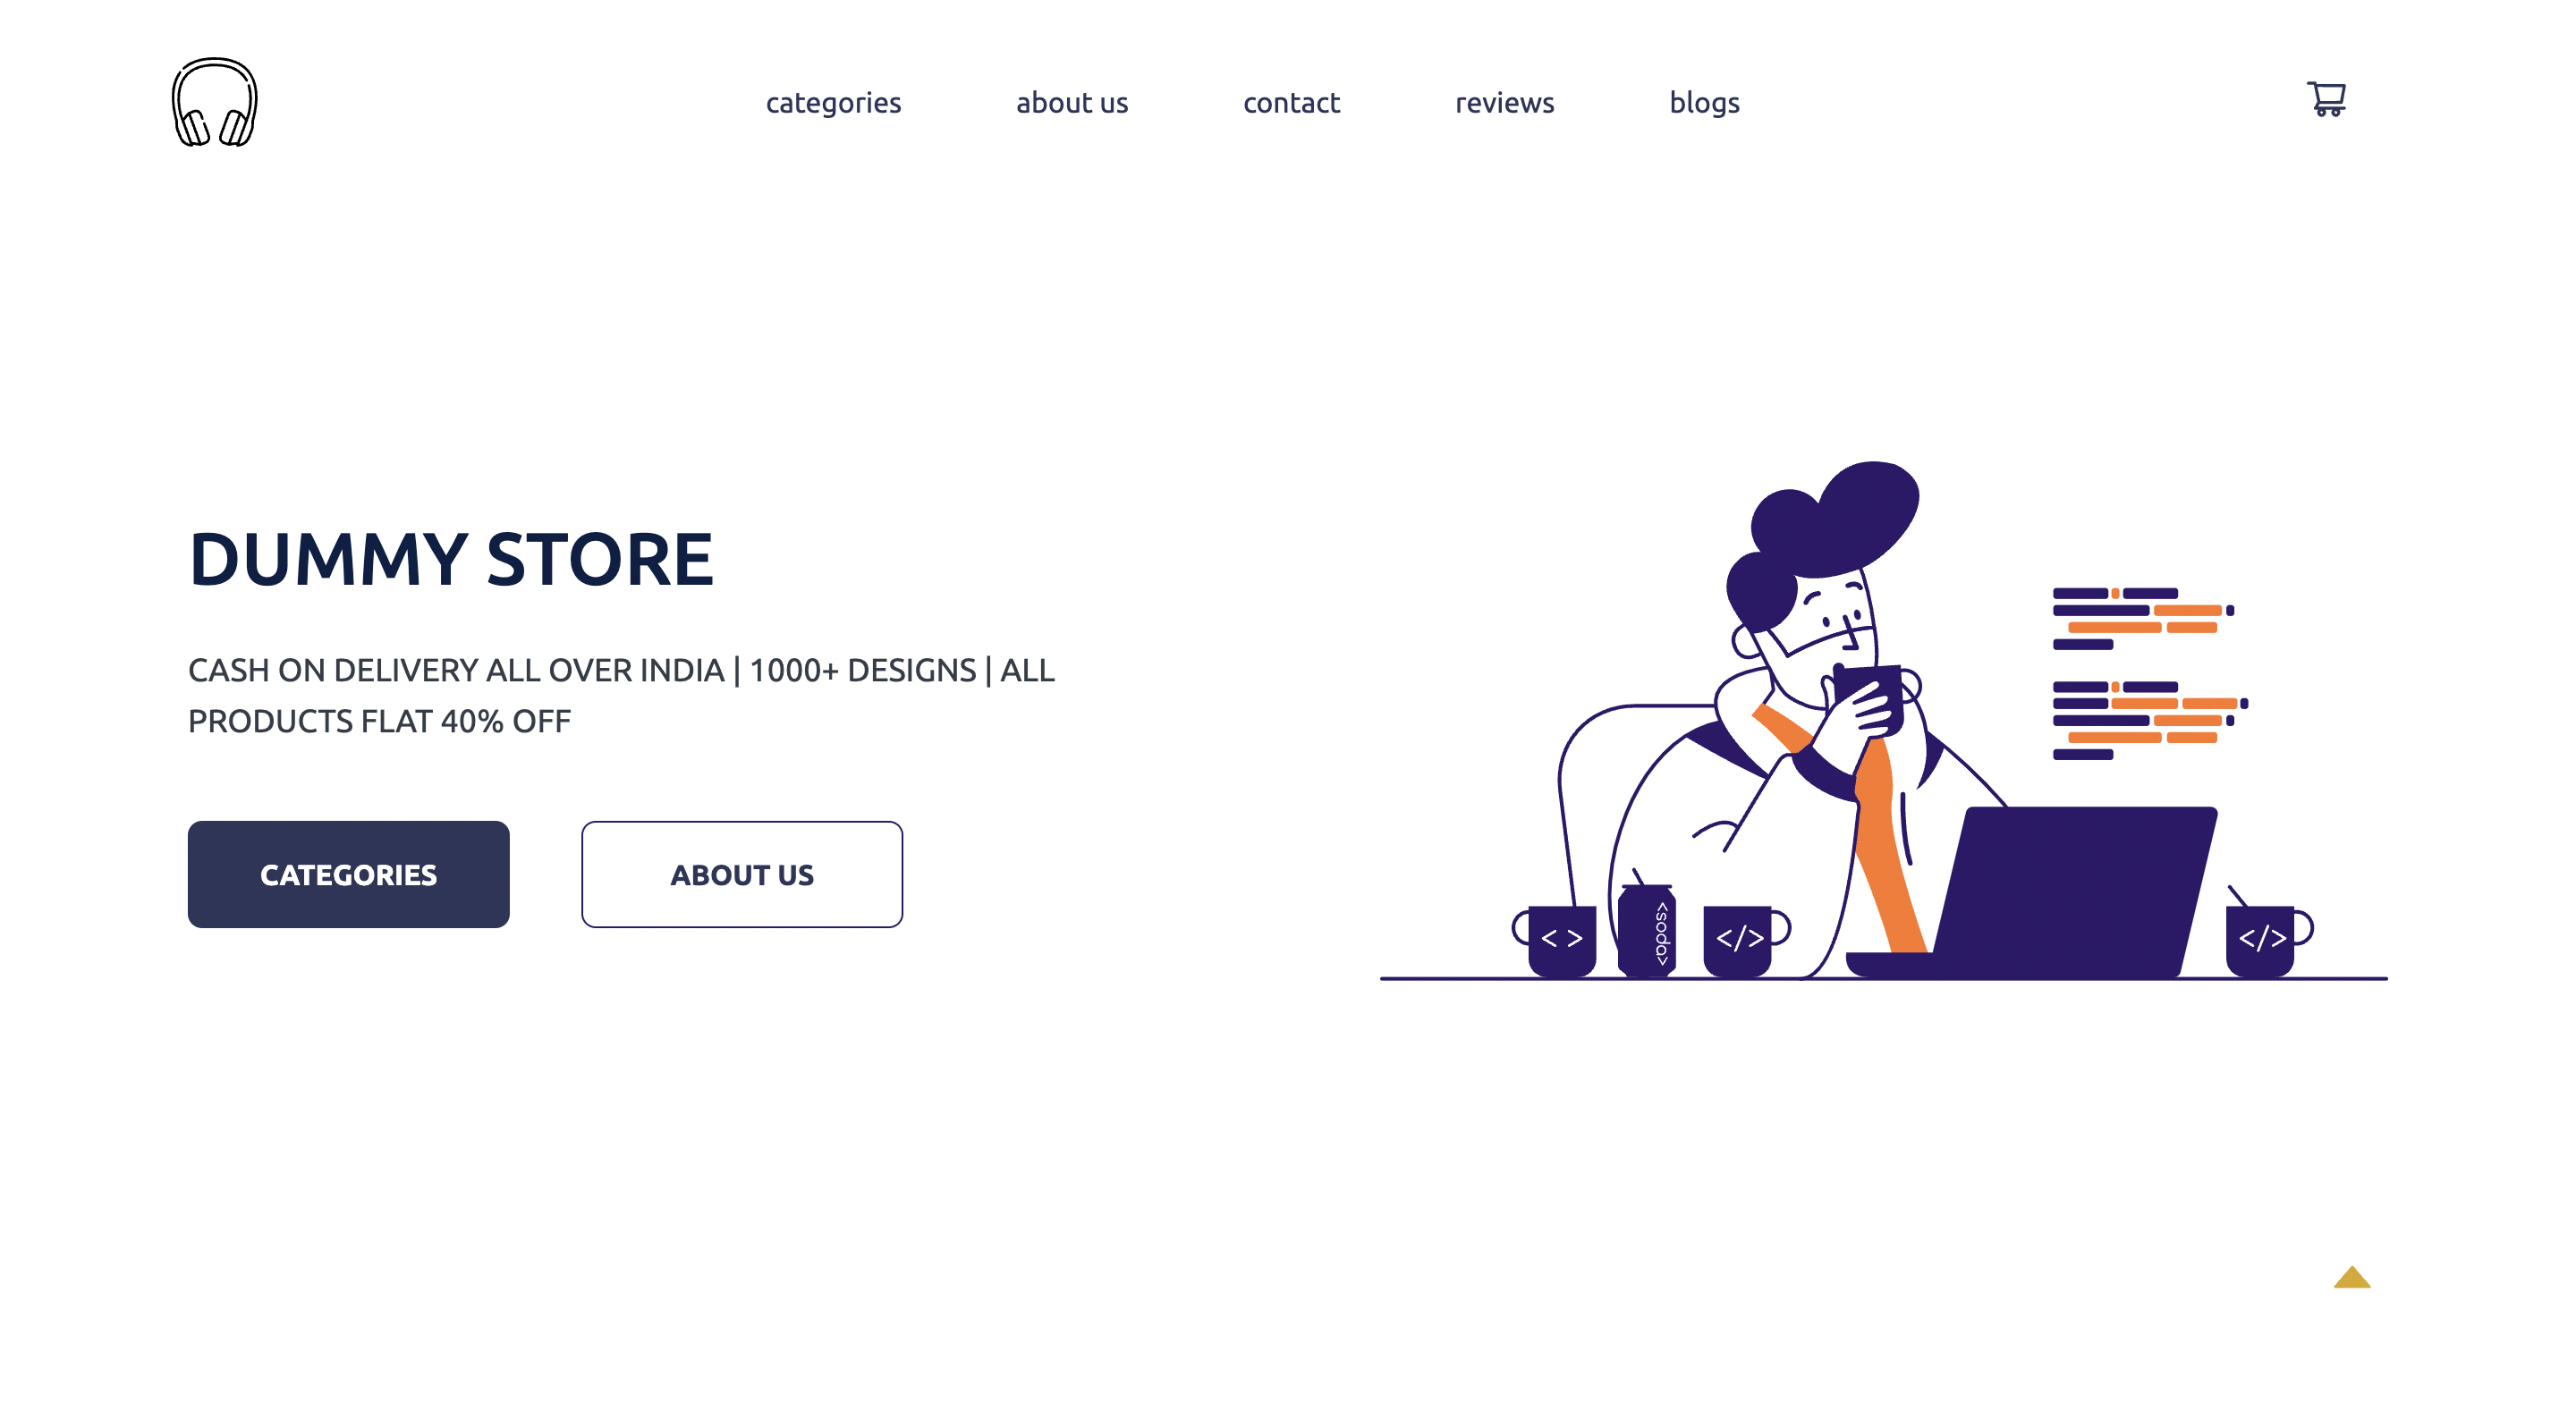 categories
about us
contact
reviews
blogs
DUMMY STORE
CASH ON DELIVERY ALL OVER INDIA | 1000+ DESIGNS | ALL
PRODUCTS FLAT 40% OFF
CATEGORIES
ABOUT US
< >
<soda>
</>
</>